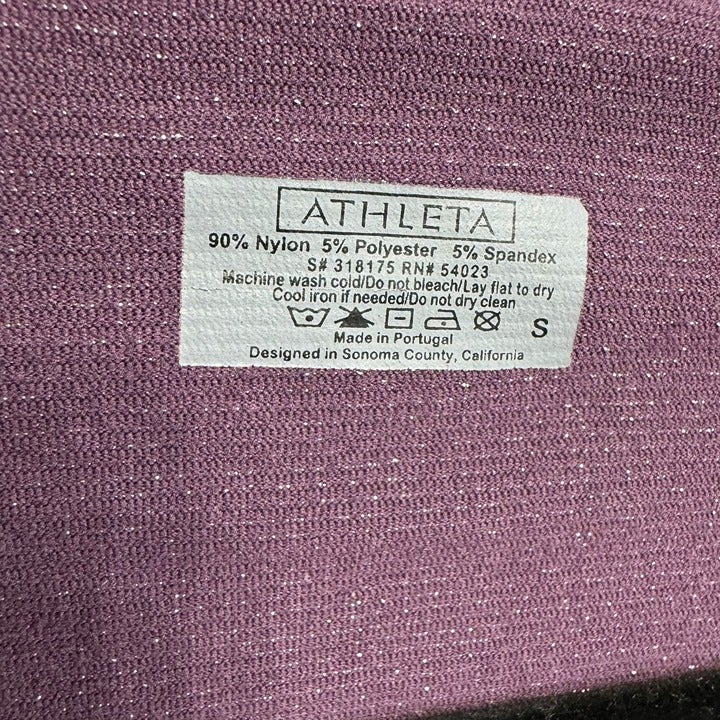 ATHLETA
90% Nylon 5% Polyester 5% Spandex
S# 318175 RN# 54023
Machine wash cold/Do not bleach/Lay flat to dry
Cool iron if needed/Do not dry clean
S
Made in Portugal
Designed in Sonoma County, California